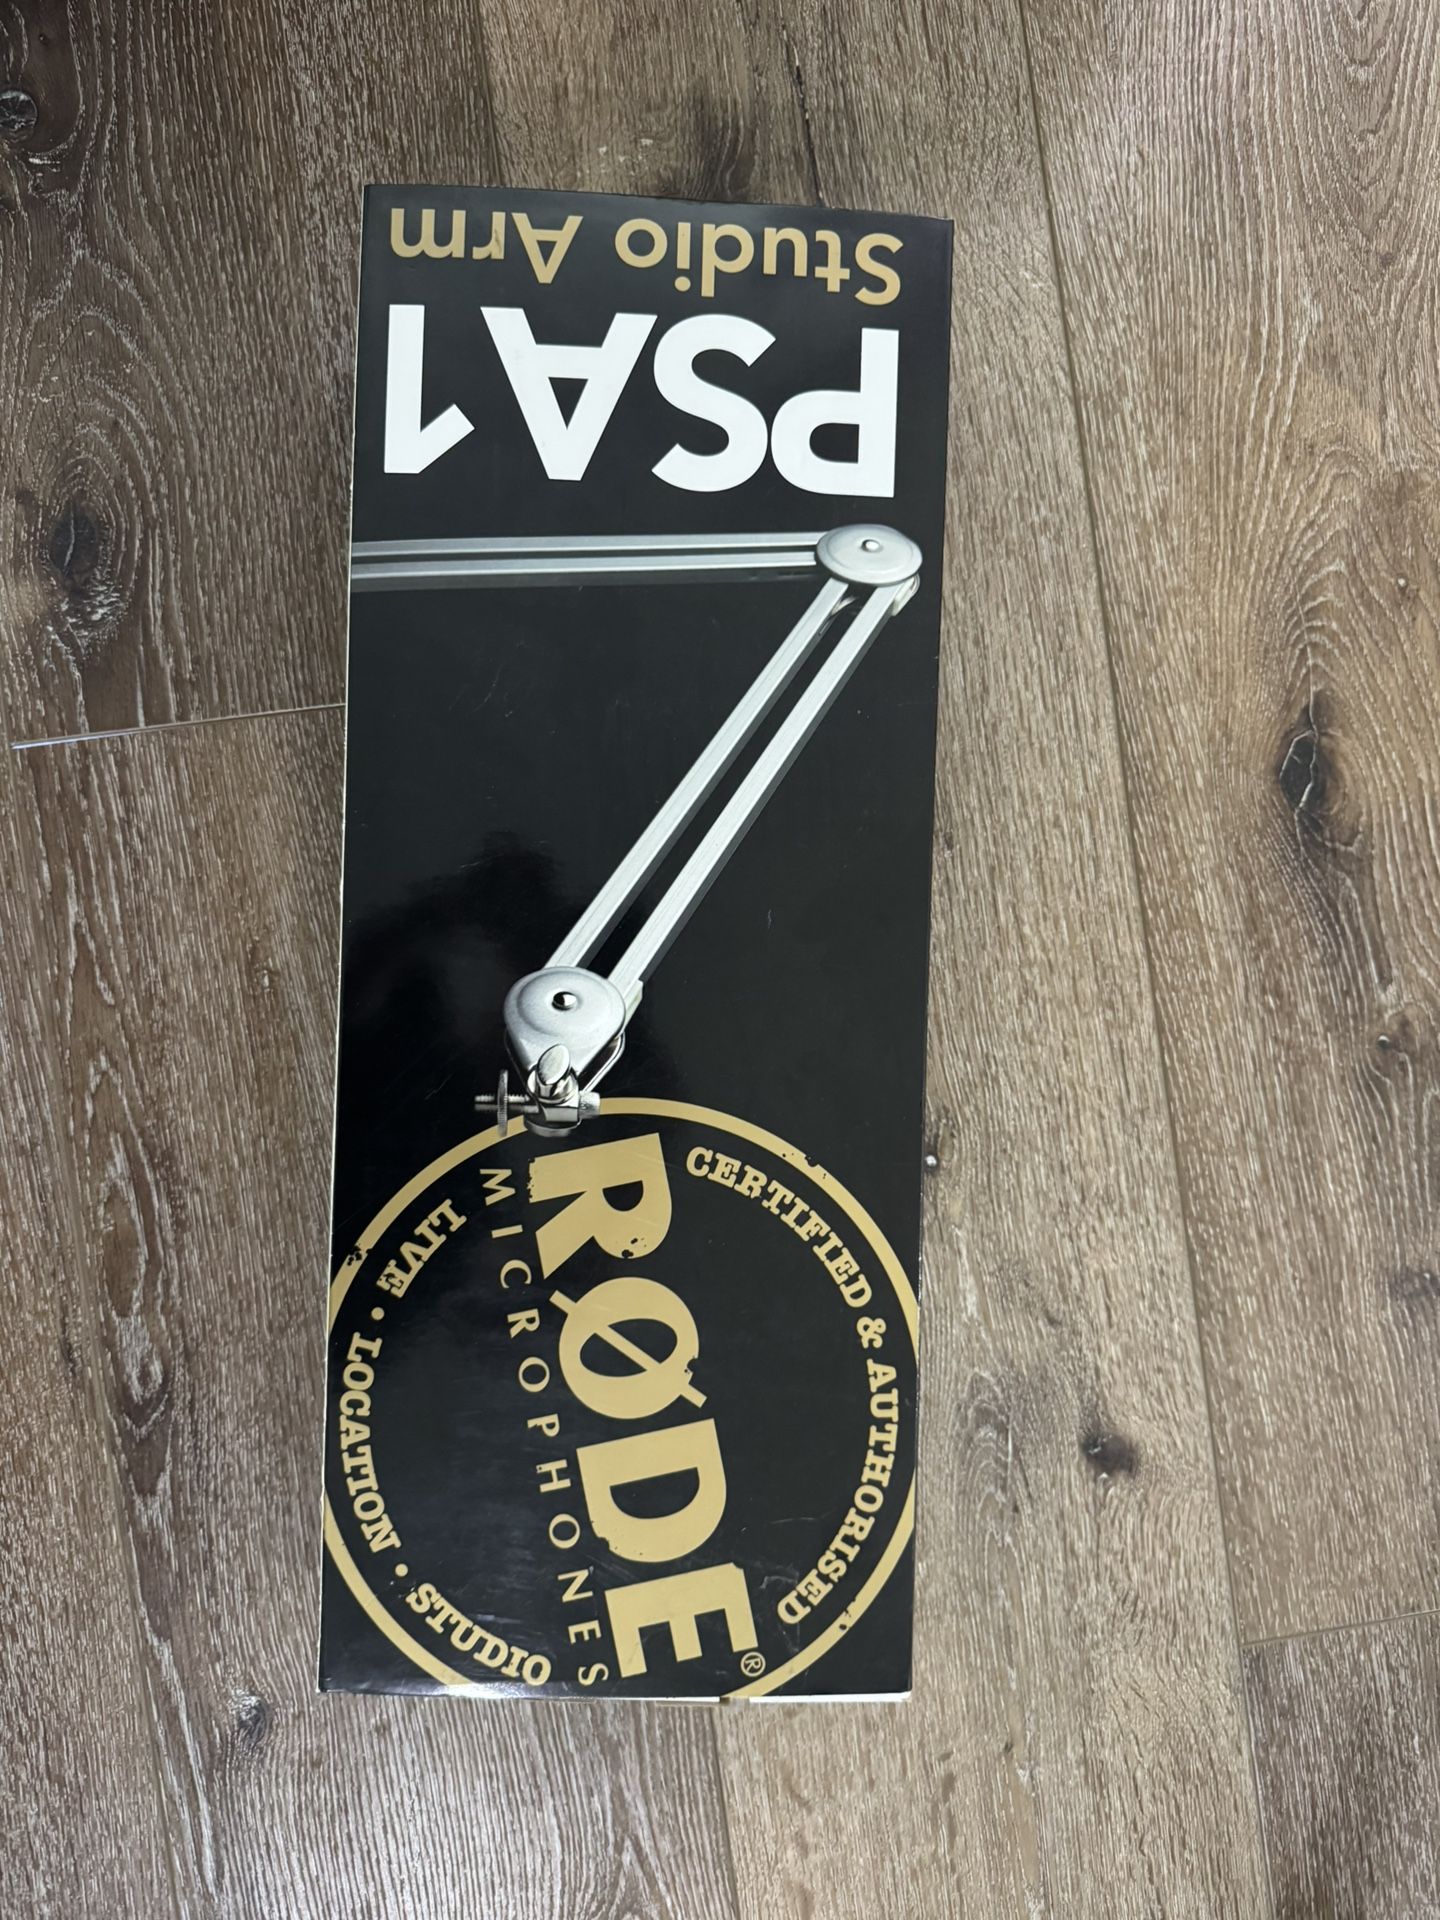 PSA1
Studio Arm
CERTIFIED & AUTHORISED
RØDE®
MICROPHONES
LIVE • LOCATION • STUDIO